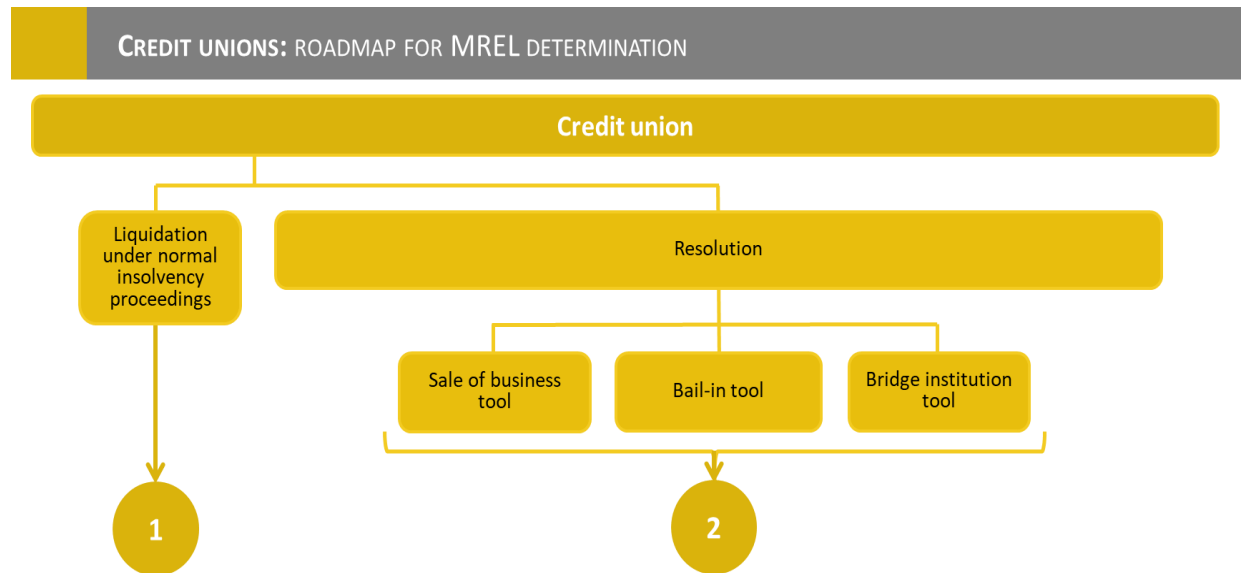 CREDIT UNIONS: ROADMAP FOR MREL DETERMINATION
Credit union
Liquidation
under normal
insolvency
proceedings
Resolution
Sale of business
tool
Bail-in tool
Bridge institution
tool
1
2